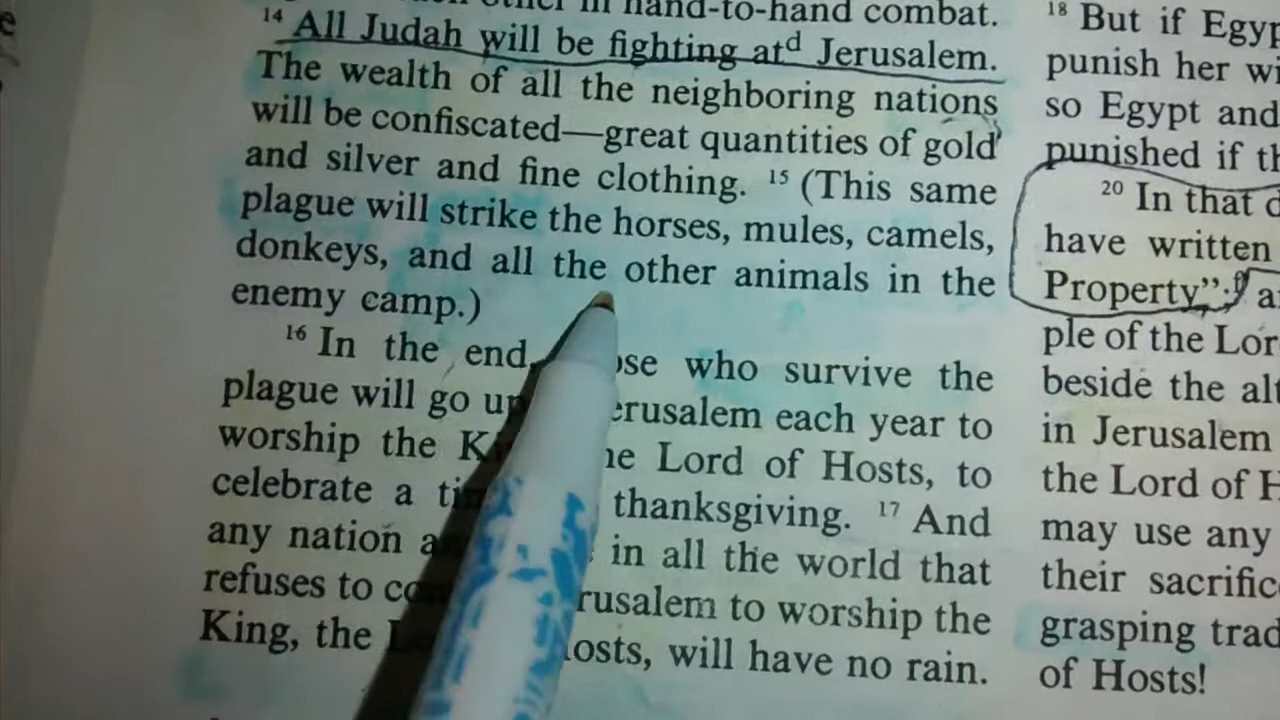 e
other in hand-to-hand combat.
14 All Judah will be fighting atd Jerusalem.
The wealth of all the neighboring nations
will be confiscated—great quantities of gold
and silver and fine clothing. 15 (This same
plague will strike the horses, mules, camels,
donkeys, and all the other animals in the
enemy camp.)
16 In the end, who survive the
plague will go up erusalem each year to
worship the K he Lord of Hosts, to
celebrate a ti thanksgiving. 17 And
any nation a in all the world that
refuses to co rusalem to worship the
King, the osts, will have no rain.
18 But if Egyp
punish her wi
so Egypt and
punished if th
20 In that d
have written
Property”;
ple of the Lor
beside the alt
in Jerusalem
the Lord of H
may use any
their sacrific
grasping trad
of Hosts!